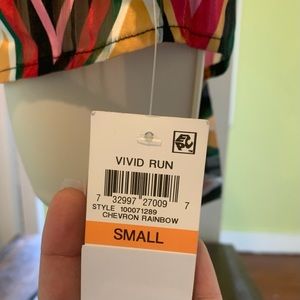 VIVID RUN
7 32997 27009 7
STYLE 100071289
CHEVRON RAINBOW
SMALL